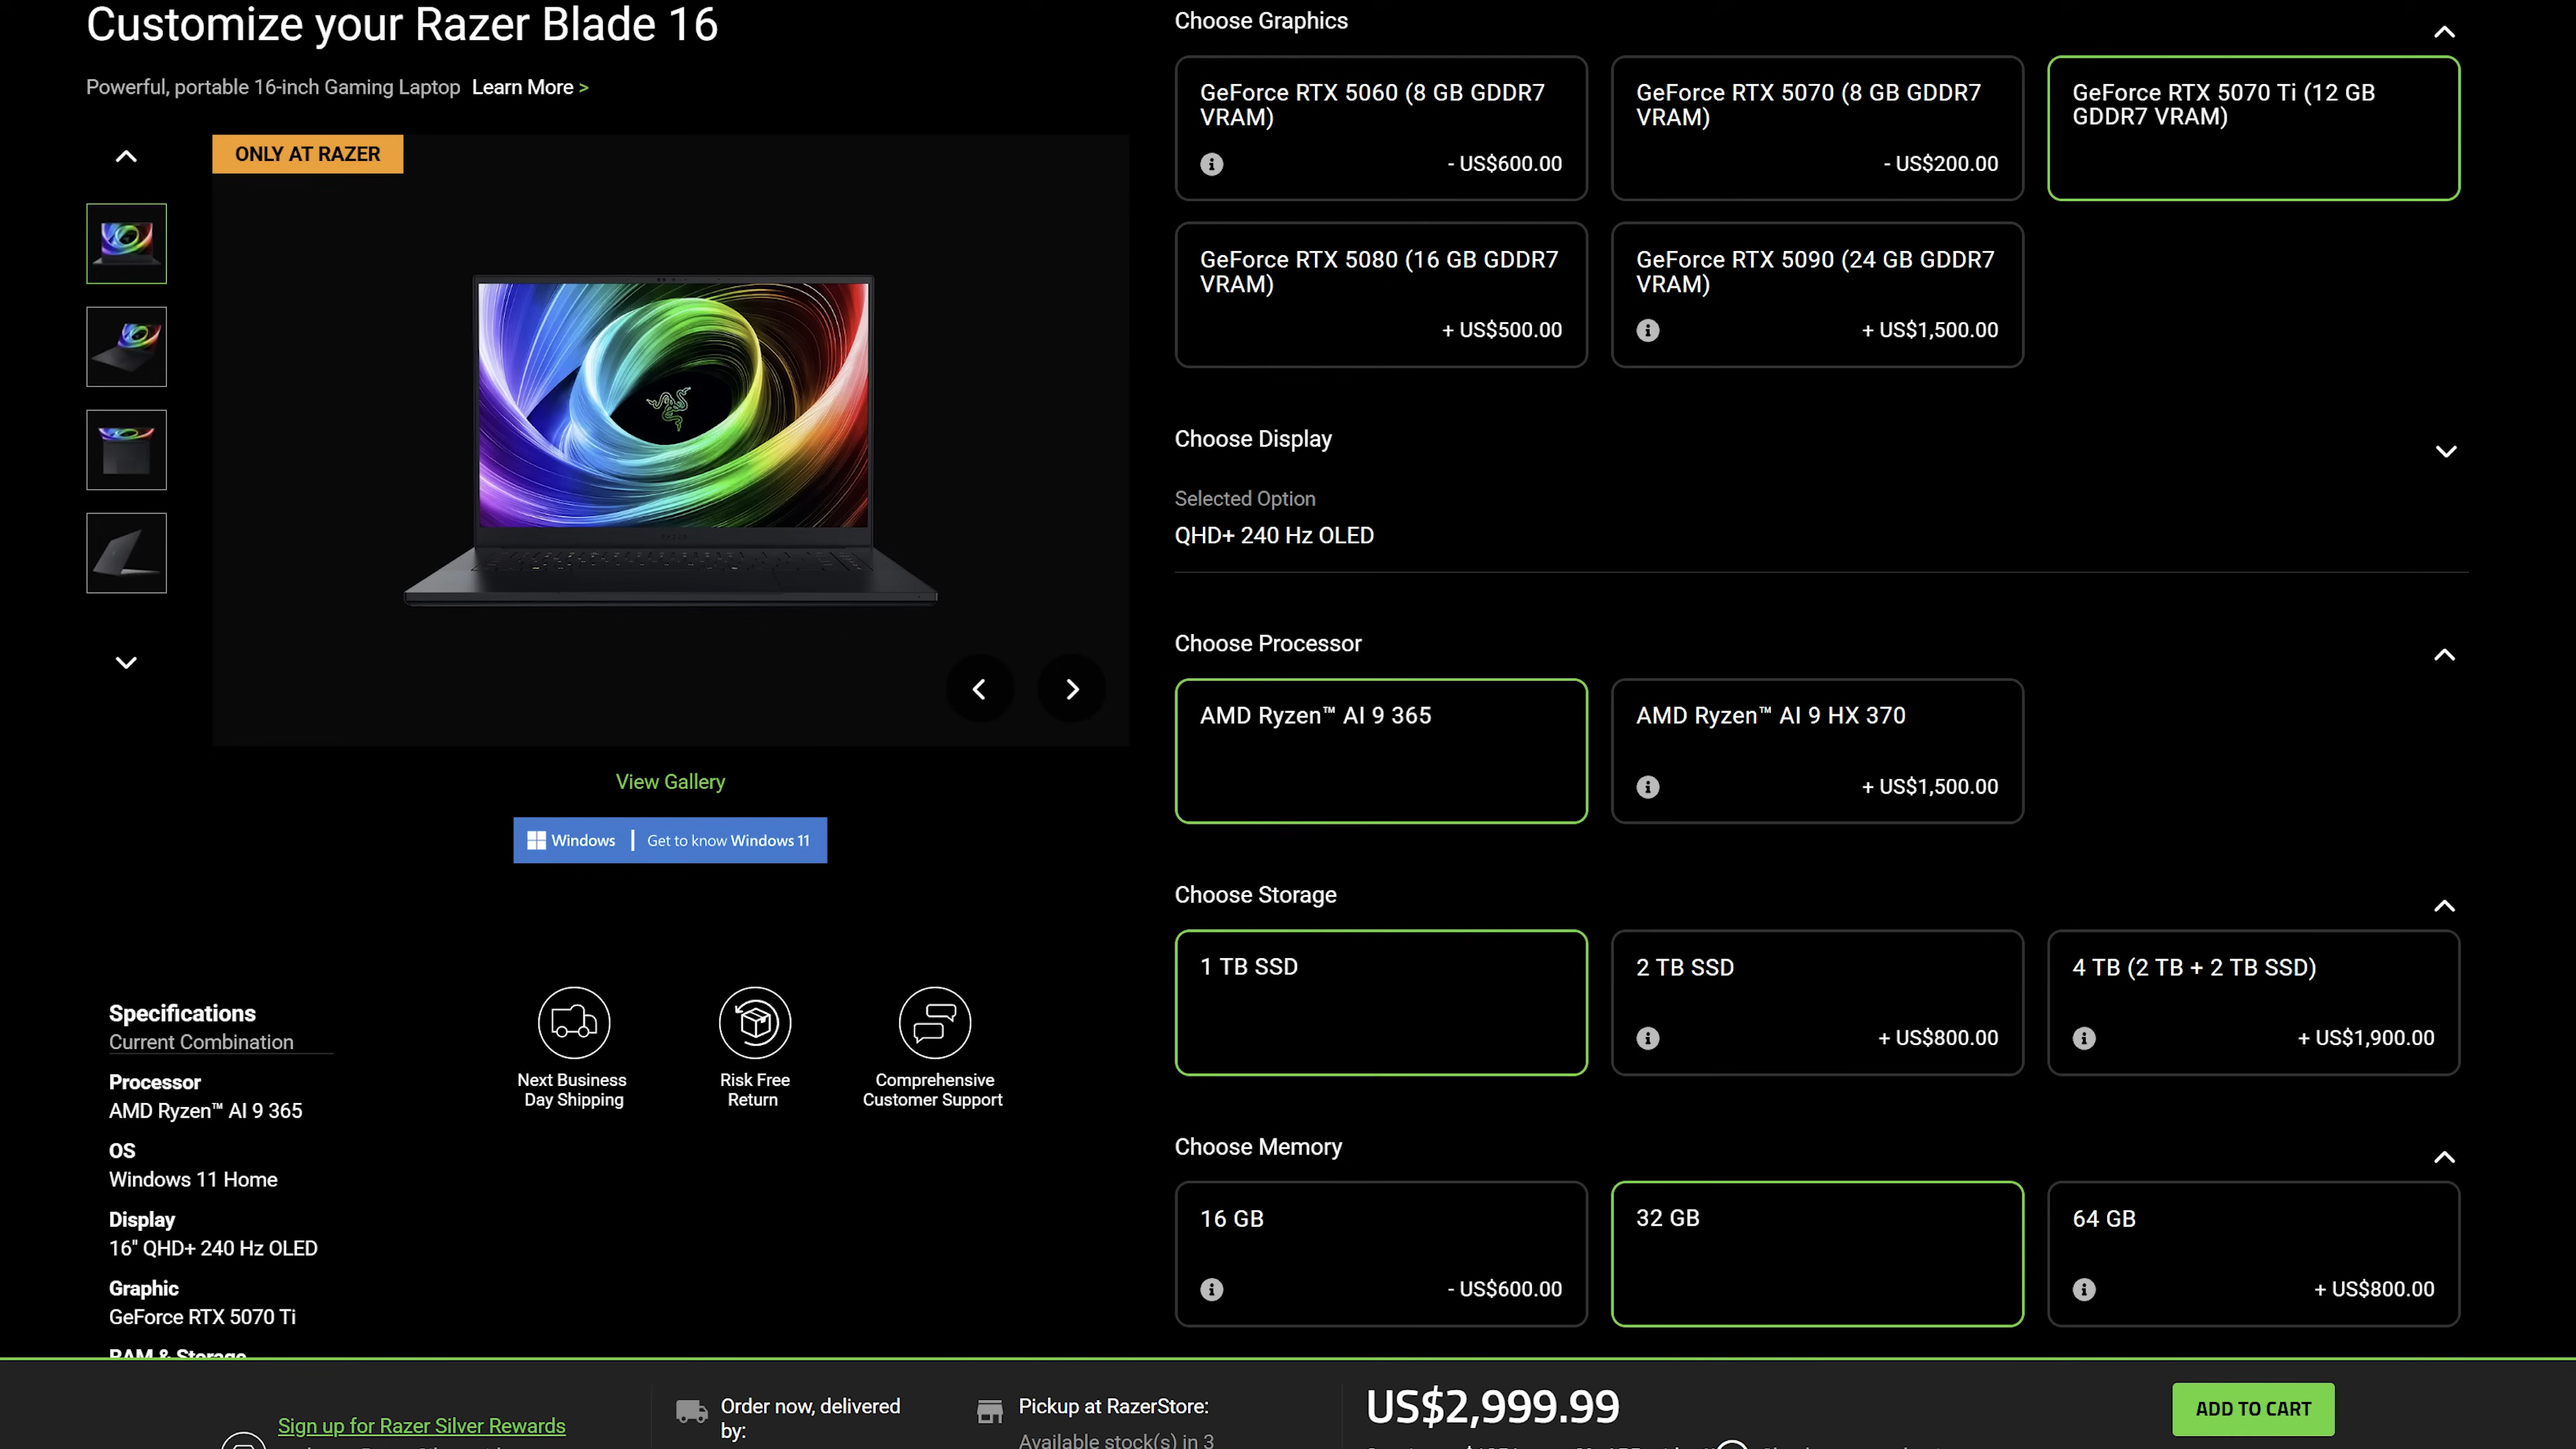 Customize your Razer Blade 16
Powerful, portable 16-inch Gaming Laptop Learn More >
ONLY AT RAZER
View Gallery
Windows | Get to know Windows 11
Specifications
Current Combination
Processor
AMD Ryzen™ AI 9 365
OS
Windows 11 Home
Display
16" QHD+ 240 Hz OLED
Graphic
GeForce RTX 5070 Ti
RAM & Storage
Next Business
Day Shipping
Risk Free
Return
Comprehensive
Customer Support
Choose Graphics
GeForce RTX 5060 (8 GB GDDR7
VRAM)
- US$600.00
GeForce RTX 5070 (8 GB GDDR7
VRAM)
- US$200.00
GeForce RTX 5070 Ti (12 GB
GDDR7 VRAM)
GeForce RTX 5080 (16 GB GDDR7
VRAM)
+ US$500.00
GeForce RTX 5090 (24 GB GDDR7
VRAM)
+ US$1,500.00
Choose Display
Selected Option
QHD+ 240 Hz OLED
Choose Processor
AMD Ryzen™ AI 9 365
AMD Ryzen™ AI 9 HX 370
+ US$1,500.00
Choose Storage
1 TB SSD
2 TB SSD
+ US$800.00
4 TB (2 TB + 2 TB SSD)
+ US$1,900.00
Choose Memory
16 GB
- US$600.00
32 GB
64 GB
+ US$800.00
Sign up for Razer Silver Rewards
Order now, delivered
by:
Pickup at RazerStore:
Available stock(s) in 3
US$2,999.99
ADD TO CART